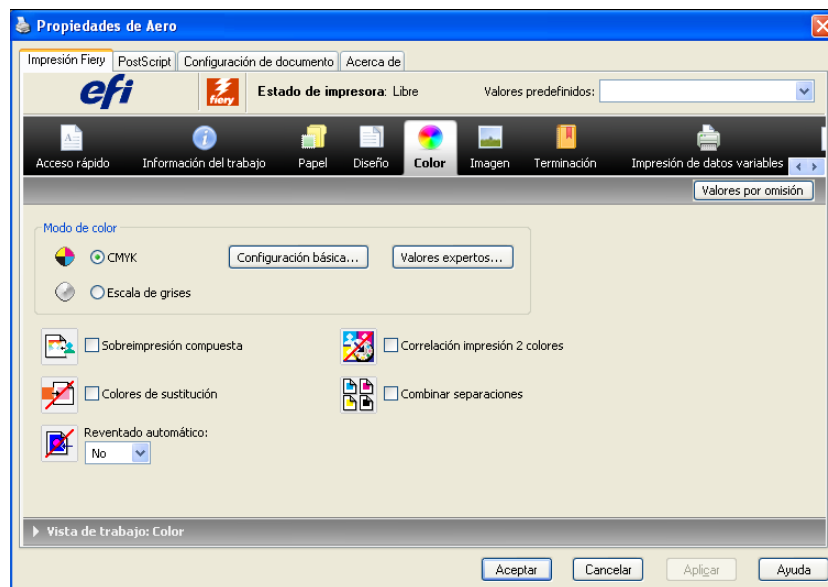 Propiedades de Aero
Impresión Fiery PostScript Configuración de documento Acerca de
efi fiery Estado de impresora: Libre Valores predefinidos:
Acceso rápido Información del trabajo Papel Diseño Color Imagen Terminación Impresión de datos variables
Valores por omisión
Modo de color
CMYK Configuración básica... Valores expertos...
Escala de grises
Sobreimpresión compuesta Correlación impresión 2 colores
Colores de sustitución Combinar separaciones
Reventado automático:
No
Vista de trabajo: Color
Aceptar Cancelar Aplicar Ayuda